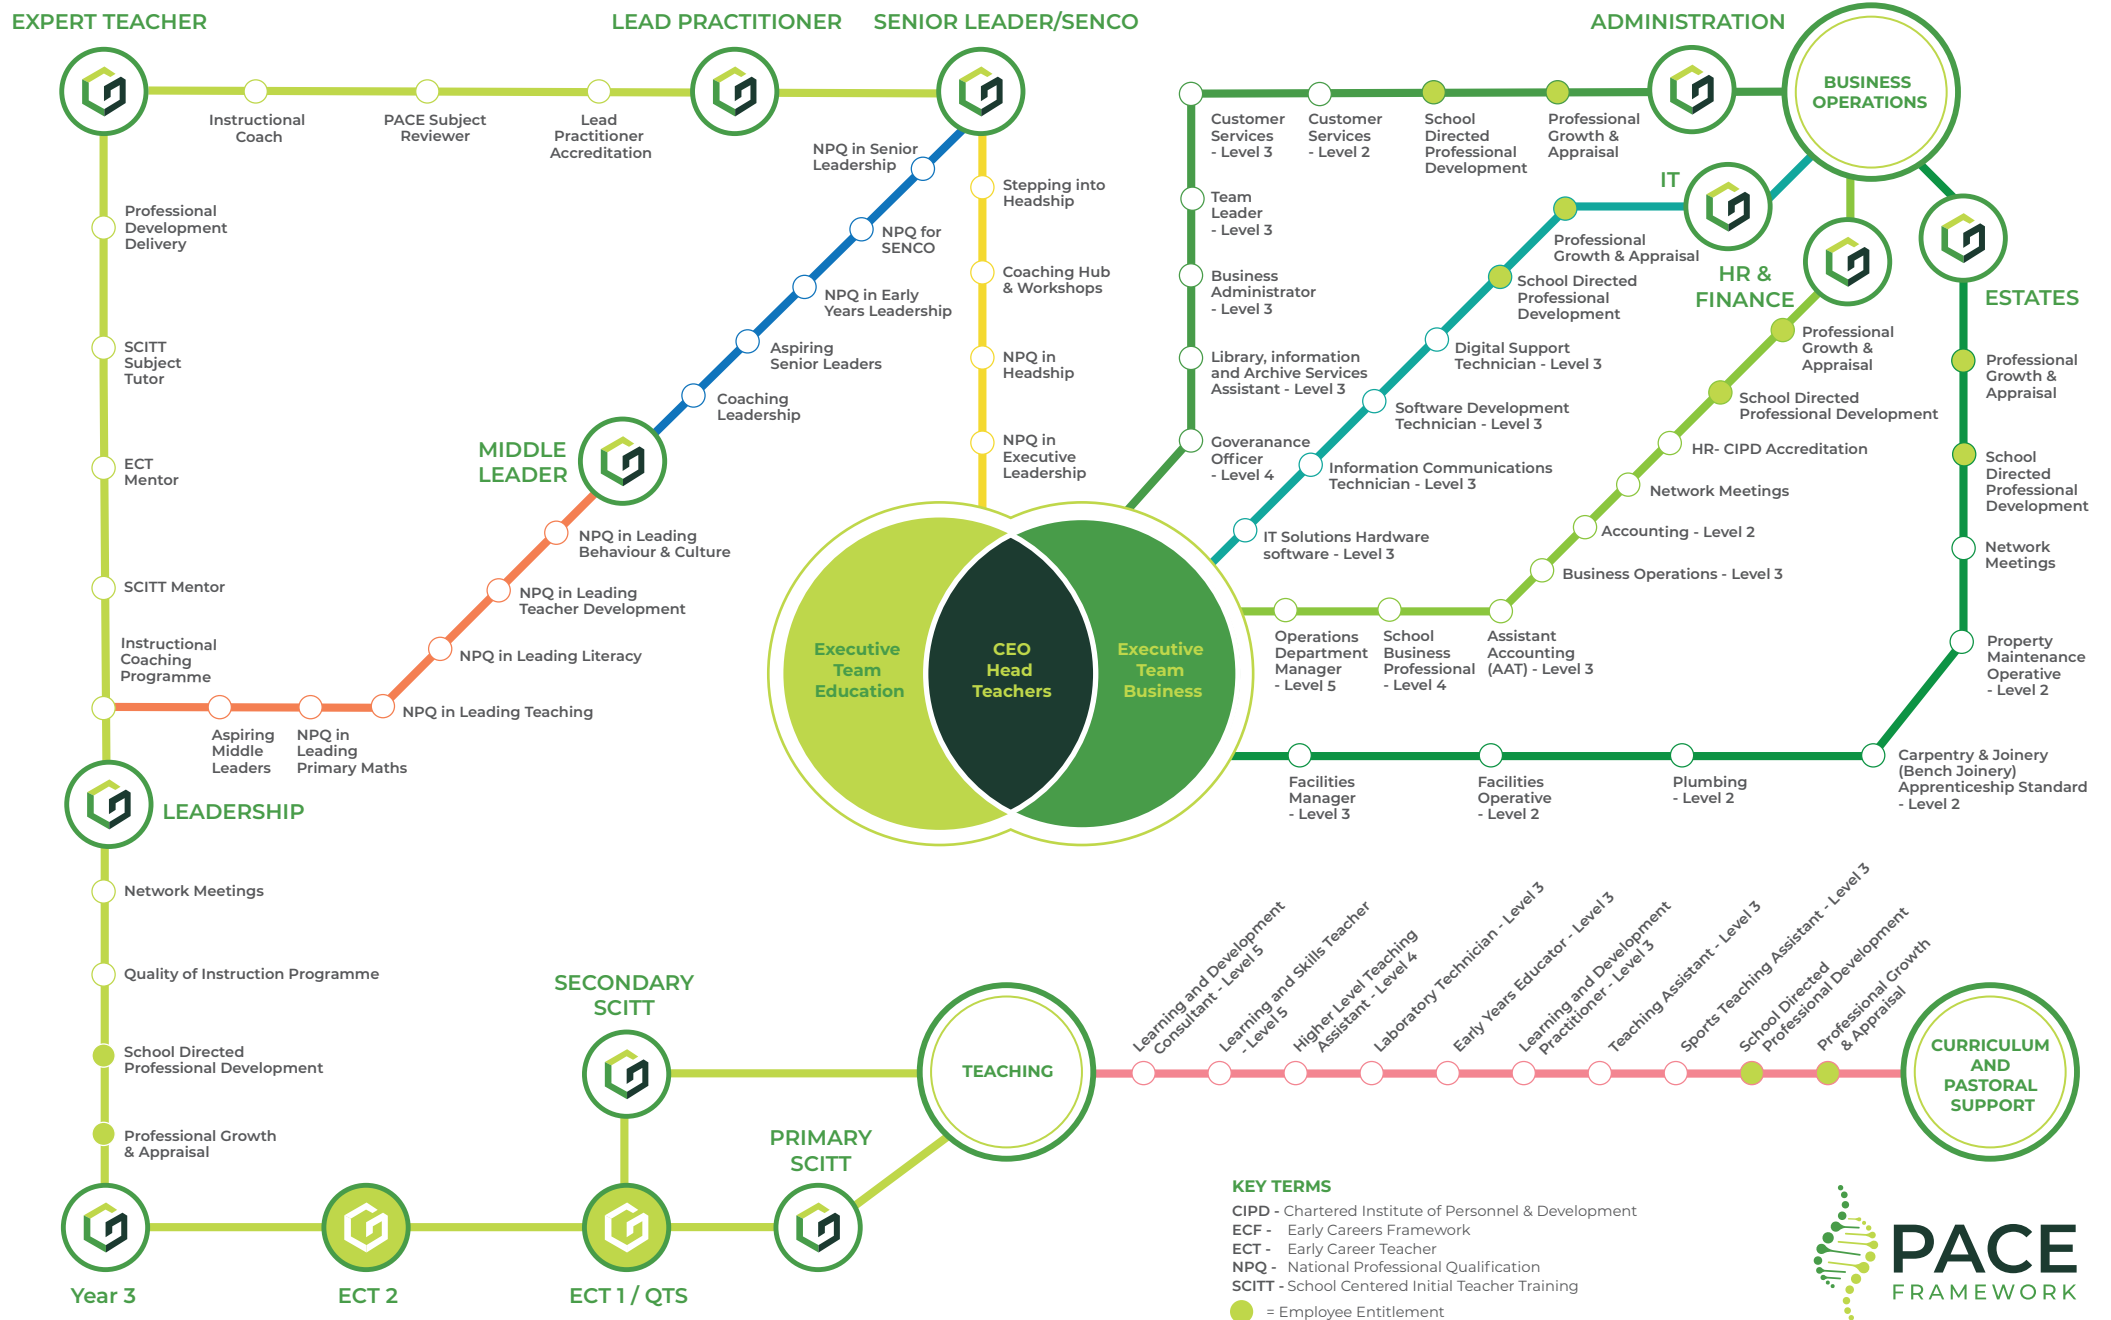 EXPERT TEACHER
LEAD PRACTITIONER
SENIOR LEADER/SENCO
ADMINISTRATION
BUSINESS
OPERATIONS
Instructional
Coach
PACE Subject
Reviewer
Lead
Practitioner
Accreditation
Professional
Development
Delivery
SCITT
Subject
Tutor
ECT
Mentor
SCITT Mentor
Instructional
Coaching
Programme
NPQ in Senior
Leadership
NPQ for
SENCO
NPQ in Early
Years Leadership
Aspiring
Senior Leaders
Coaching
Leadership
MIDDLE
LEADER
NPQ in Leading
Behaviour & Culture
NPQ in Leading
Teacher Development
NPQ in Leading Literacy
NPQ in Leading Teaching
Aspiring
Middle
Leaders
NPQ in
Leading
Primary Maths
Stepping into
Headship
Coaching Hub
& Workshops
NPQ in
Headship
NPQ in
Executive
Leadership
Customer
Services
- Level 3
Customer
Services
- Level 2
School
Directed
Professional
Development
Professional
Growth &
Appraisal
Team
Leader
- Level 3
Business
Administrator
- Level 3
Library, information
and Archive Services
Assistant - Level 3
Goveranance
Officer
- Level 4
IT
Professional
Growth & Appraisal
School Directed
Professional
Development
Digital Support
Technician - Level 3
Software Development
Technician - Level 3
Information Communications
Technician - Level 3
IT Solutions Hardware
software - Level 3
HR &
FINANCE
Professional
Growth &
Appraisal
School Directed
Professional Development
HR- CIPD Accreditation
Network Meetings
Accounting - Level 2
Business Operations - Level 3
Assistant
Accounting
(AAT) - Level 3
School
Business
Professional
- Level 4
Operations
Department
Manager
- Level 5
ESTATES
Professional
Growth &
Appraisal
School
Directed
Professional
Development
Network
Meetings
Property
Maintenance
Operative
- Level 2
Carpentry & Joinery
(Bench Joinery)
Apprenticeship Standard
- Level 2
Plumbing
- Level 2
Facilities
Operative
- Level 2
Facilities
Manager
- Level 3
Executive
Team
Education
CEO
Head
Teachers
Executive
Team
Business
LEADERSHIP
Network Meetings
Quality of Instruction Programme
School Directed
Professional Development
Professional Growth
& Appraisal
Year 3
ECT 2
ECT 1 / QTS
SECONDARY
SCITT
PRIMARY
SCITT
TEACHING
Learning and Development
Consultant - Level 5
Learning and Skills Teacher
- Level 5
Higher Level Teaching
Assistant - Level 4
Laboratory Technician - Level 3
Early Years Educator - Level 3
Learning and Development
Practitioner - Level 3
Teaching Assistant - Level 3
Sports Teaching Assistant - Level 3
School Directed
Professional Development
Professional Growth
& Appraisal
CURRICULUM
AND
PASTORAL
SUPPORT
KEY TERMS
CIPD - Chartered Institute of Personnel & Development
ECF - Early Careers Framework
ECT - Early Career Teacher
NPQ - National Professional Qualification
SCITT - School Centered Initial Teacher Training
= Employee Entitlement
PACE
FRAMEWORK